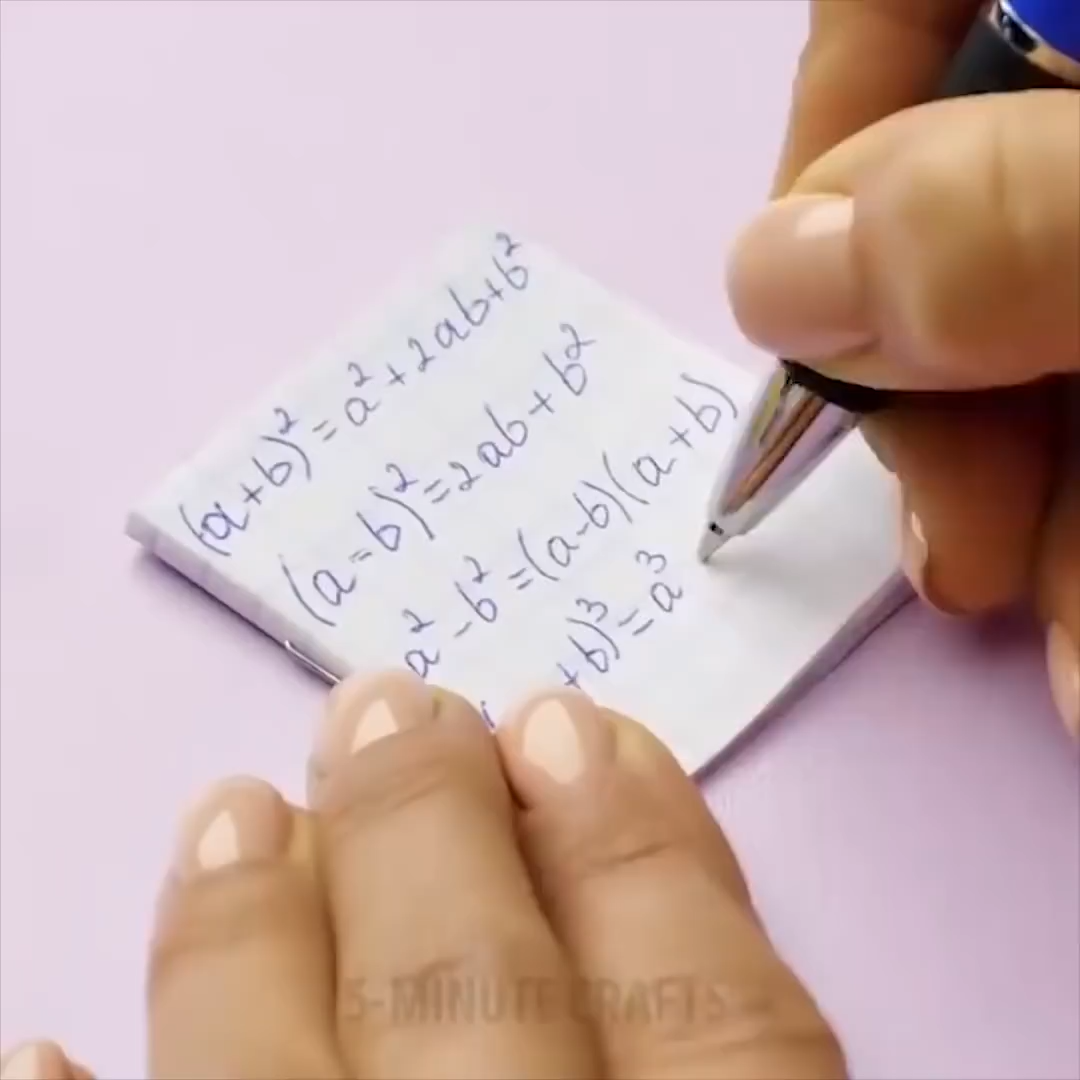 (a+b)² = a² + 2ab+b²
(a-b)² = 2ab + b²
a² - b² = (a-b)(a+b)
+b)³ = a³
5-MINUTE CRAFTS